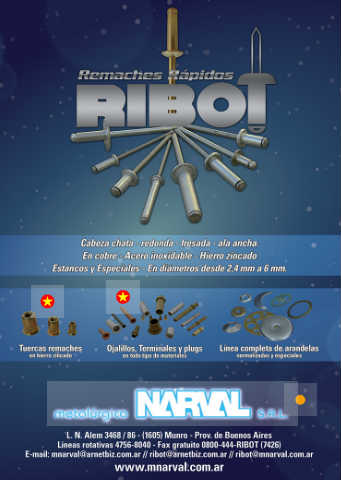 Remaches Rápidos
RIBOT
Cabeza chata - redonda - fresada - ala ancha
En cobre - Acero inoxidable - Hierro zincado
Estancos y Especiales - En diámetros desde 2,4 mm a 6 mm.
Tuercas remaches
en hierro zincado
Ojalillos, Terminales y plugs
en todo tipo de materiales
Línea completa de arandelas
normalizadas y especiales
metalúrgica NARVAL S.R.L.
L. N. Alem 3468 / 86 - (1605) Munro - Prov. de Buenos Aires
Líneas rotativas 4756-8040 - Fax gratuito 0800-444-RIBOT (7426)
E-mail: mnarval@arnetbiz.com.ar // ribot@arnetbiz.com.ar // ribot@mnarval.com.ar
www.mnarval.com.ar